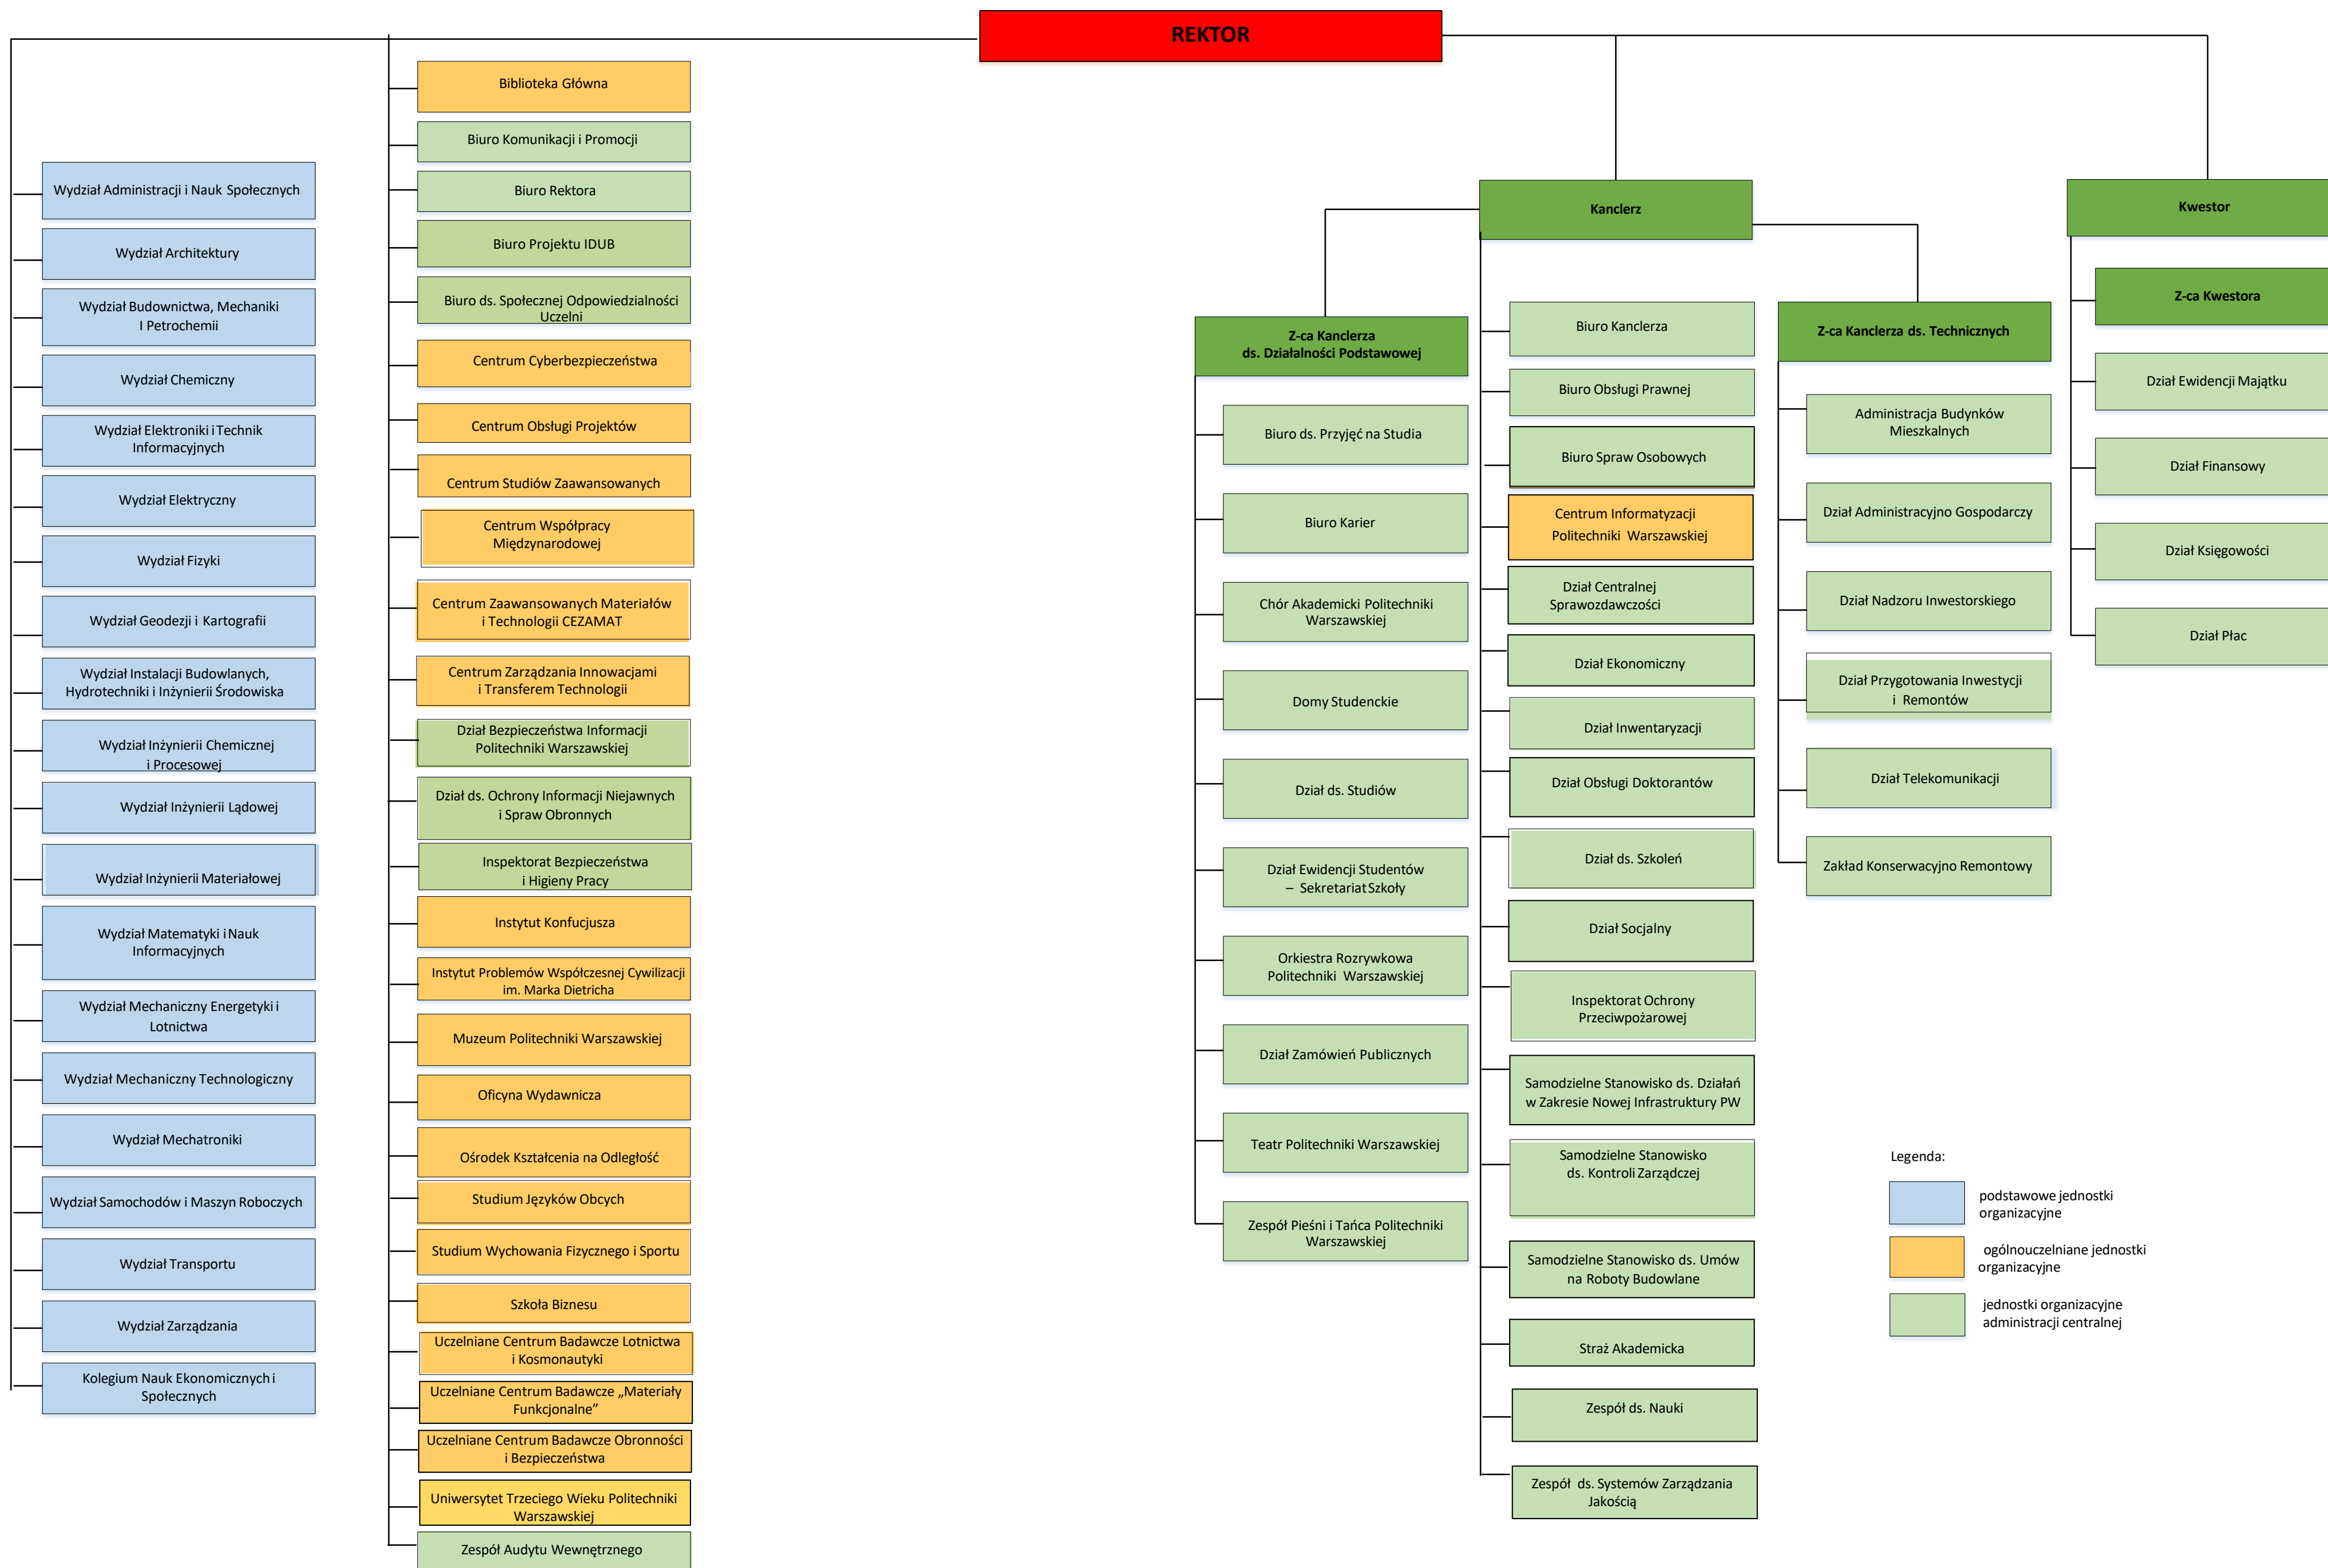 REKTOR
Wydział Administracji i Nauk Społecznych
Wydział Architektury
Wydział Budownictwa, Mechaniki
I Petrochemii
Wydział Chemiczny
Wydział Elektroniki i Technik
Informacyjnych
Wydział Elektryczny
Wydział Fizyki
Wydział Geodezji i Kartografii
Wydział Instalacji Budowlanych,
Hydrotechniki i Inżynierii Środowiska
Wydział Inżynierii Chemicznej
i Procesowej
Wydział Inżynierii Lądowej
Wydział Inżynierii Materiałowej
Wydział Matematyki i Nauk
Informacyjnych
Wydział Mechaniczny Energetyki i
Lotnictwa
Wydział Mechaniczny Technologiczny
Wydział Mechatroniki
Wydział Samochodów i Maszyn Roboczych
Wydział Transportu
Wydział Zarządzania
Kolegium Nauk Ekonomicznych i
Społecznych
Biblioteka Główna
Biuro Komunikacji i Promocji
Biuro Rektora
Biuro Projektu IDUB
Biuro ds. Społecznej Odpowiedzialności
Uczelni
Centrum Cyberbezpieczeństwa
Centrum Obsługi Projektów
Centrum Studiów Zaawansowanych
Centrum Współpracy
Międzynarodowej
Centrum Zaawansowanych Materiałów
i Technologii CEZAMAT
Centrum Zarządzania Innowacjami
i Transferem Technologii
Dział Bezpieczeństwa Informacji
Politechniki Warszawskiej
Dział ds. Ochrony Informacji Niejawnych
i Spraw Obronnych
Inspektorat Bezpieczeństwa
i Higieny Pracy
Instytut Konfucjusza
Instytut Problemów Współczesnej Cywilizacji
im. Marka Dietricha
Muzeum Politechniki Warszawskiej
Oficyna Wydawnicza
Ośrodek Kształcenia na Odległość
Studium Języków Obcych
Studium Wychowania Fizycznego i Sportu
Szkoła Biznesu
Uczelniane Centrum Badawcze Lotnictwa
i Kosmonautyki
Uczelniane Centrum Badawcze „Materiały
Funkcjonalne”
Uczelniane Centrum Badawcze Obronności
i Bezpieczeństwa
Uniwersytet Trzeciego Wieku Politechniki
Warszawskiej
Zespół Audytu Wewnętrznego
Kanclerz
Z-ca Kanclerza
ds. Działalności Podstawowej
Biuro ds. Przyjęć na Studia
Biuro Karier
Chór Akademicki Politechniki
Warszawskiej
Domy Studenckie
Dział ds. Studiów
Dział Ewidencji Studentów
– Sekretariat Szkoły
Orkiestra Rozrywkowa
Politechniki Warszawskiej
Dział Zamówień Publicznych
Teatr Politechniki Warszawskiej
Zespół Pieśni i Tańca Politechniki
Warszawskiej
Biuro Kanclerza
Biuro Obsługi Prawnej
Biuro Spraw Osobowych
Centrum Informatyzacji
Politechniki Warszawskiej
Dział Centralnej
Sprawozdawczości
Dział Ekonomiczny
Dział Inwentaryzacji
Dział Obsługi Doktorantów
Dział ds. Szkoleń
Dział Socjalny
Inspektorat Ochrony
Przeciwpożarowej
Samodzielne Stanowisko ds. Działań
w Zakresie Nowej Infrastruktury PW
Samodzielne Stanowisko
ds. Kontroli Zarządczej
Samodzielne Stanowisko ds. Umów
na Roboty Budowlane
Straż Akademicka
Zespół ds. Nauki
Zespół ds. Systemów Zarządzania
Jakością
Z-ca Kanclerza ds. Technicznych
Administracja Budynków
Mieszkalnych
Dział Administracyjno Gospodarczy
Dział Nadzoru Inwestorskiego
Dział Przygotowania Inwestycji
i Remontów
Dział Telekomunikacji
Zakład Konserwacyjno Remontowy
Kwestor
Z-ca Kwestora
Dział Ewidencji Majątku
Dział Finansowy
Dział Księgowości
Dział Płac
Legenda:
podstawowe jednostki
organizacyjne
ogólnouczelniane jednostki
organizacyjne
jednostki organizacyjne
administracji centralnej